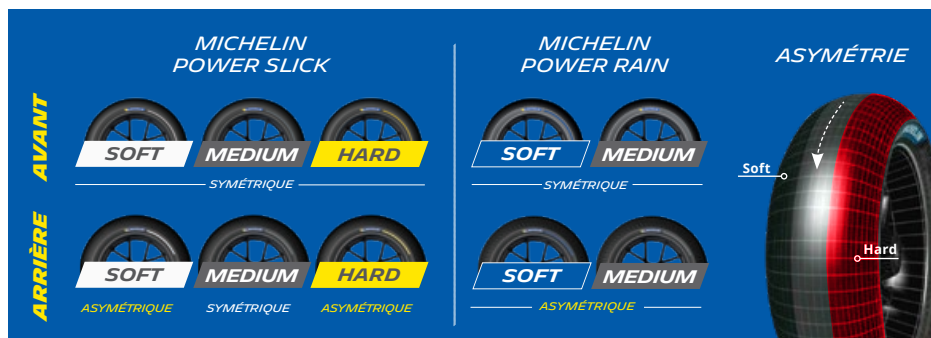 MICHELIN
POWER SLICK
MICHELIN
POWER RAIN
ASYMÉTRIE
AVANT
SOFT
MEDIUM
HARD
SOFT
MEDIUM
SYMÉTRIQUE
SYMÉTRIQUE
Soft
Hard
ARRIÈRE
SOFT
MEDIUM
HARD
SOFT
MEDIUM
ASYMÉTRIQUE
SYMÉTRIQUE
ASYMÉTRIQUE
ASYMÉTRIQUE